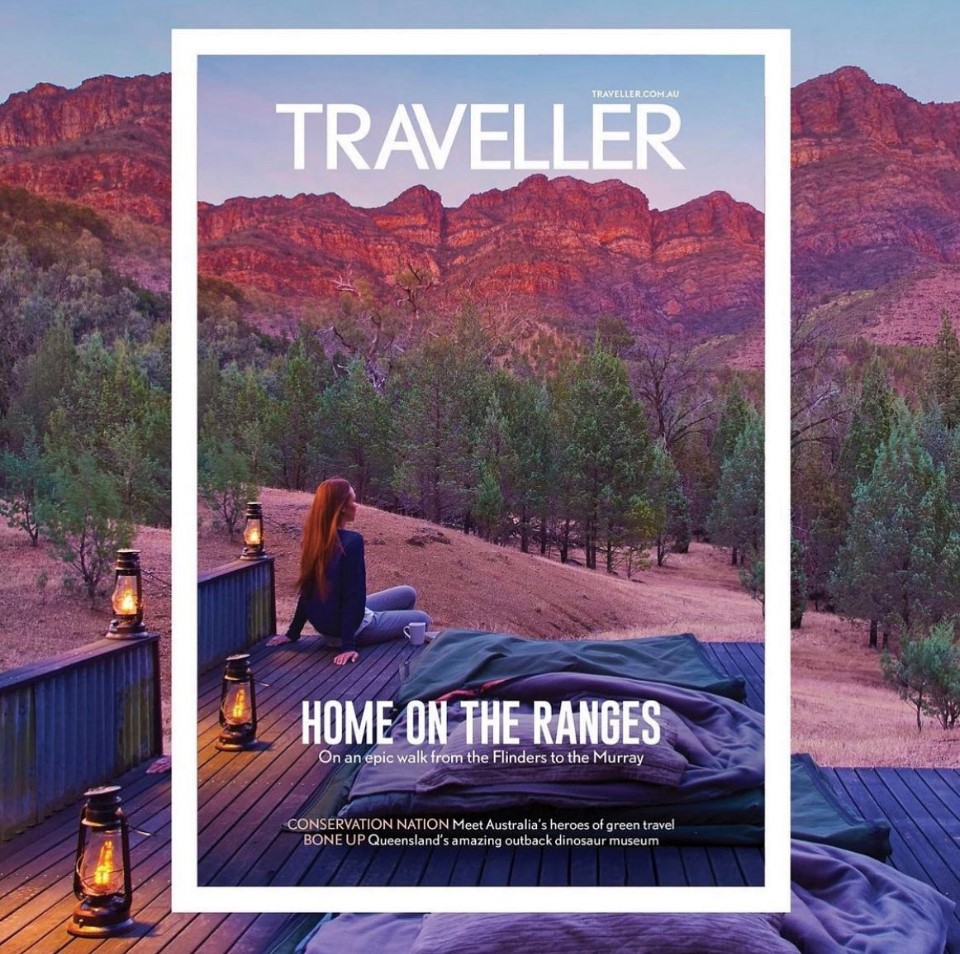 TRAVELLER.COM.AU
TRAVELLER
HOME ON THE RANGES
On an epic walk from the Flinders to the Murray
CONSERVATION NATION Meet Australia's heroes of green travel
BONE UP Queensland's amazing outback dinosaur museum